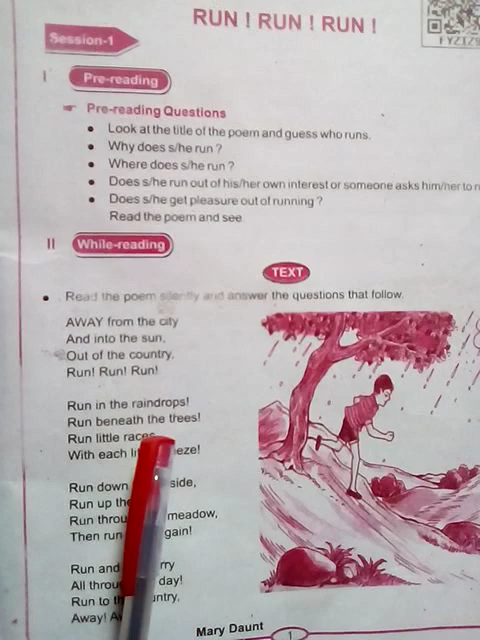 RUN ! RUN ! RUN !
Session-1
I Pre-reading
Pre-reading Questions
• Look at the title of the poem and guess who runs.
• Why does s/he run ?
• Where does s/he run ?
• Does s/he run out of his/her own interest or someone asks him/her to
• Does s/he get pleasure out of running ?
Read the poem and see
II While-reading
TEXT
• Read the poem silently and answer the questions that follow.
AWAY from the city
And into the sun,
Out of the country,
Run! Run! Run!
Run in the raindrops!
Run beneath the trees!
Run little races
With each
Run down side,
Run up the
Run meadow,
Then run
Run and
All day!
Run to
Away!
Mary Daunt
1